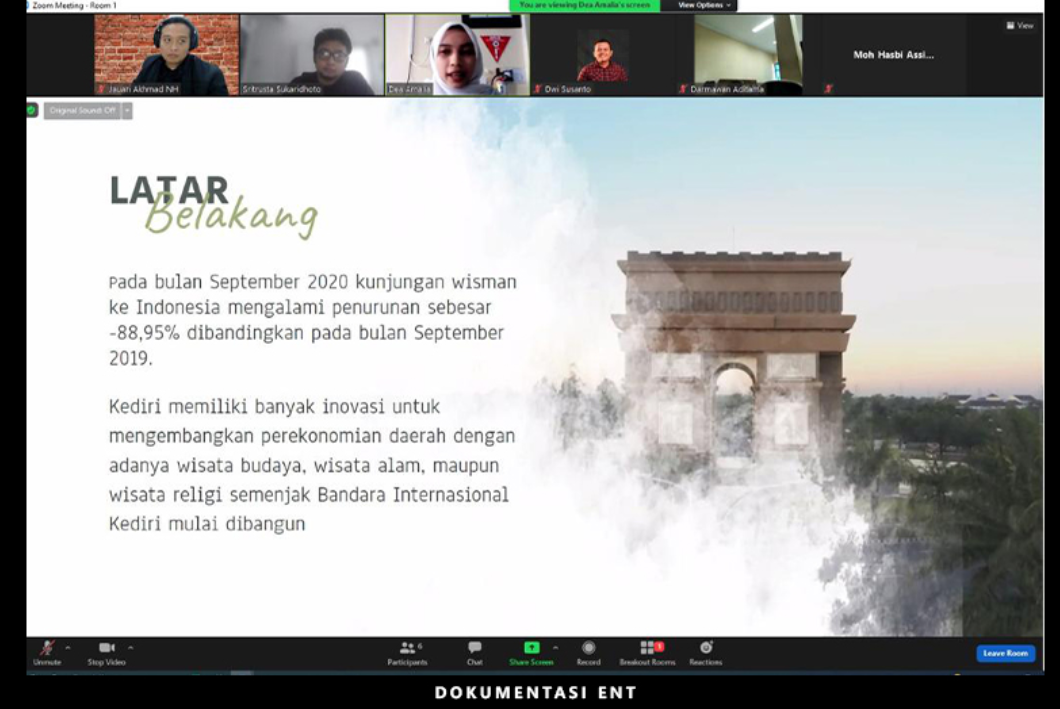 Zoom Meeting - Room 1
You are viewing Dea Amalia's screen
View Options
View
Jauari Akhmad NH
Sritrusta Sukaridhoto
Dea Amalia
Dwi Susanto
Darmawan Aditama
Moh Hasbi Assi...
Original Sound: Off
LATAR
Belakang
Pada bulan September 2020 kunjungan wisman
ke Indonesia mengalami penurunan sebesar
-88,95% dibandingkan pada bulan September
2019.
Kediri memiliki banyak inovasi untuk
mengembangkan perekonomian daerah dengan
adanya wisata budaya, wisata alam, maupun
wisata religi semenjak Bandara Internasional
Kediri mulai dibangun
6
1
Unmute
Stop Video
Participants
Chat
Share Screen
Record
Breakout Rooms
Reactions
Leave Room
DOKUMENTASI ENT